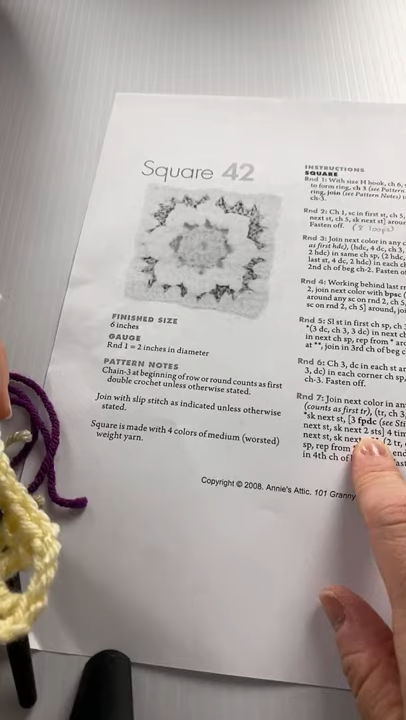 Square 42
FINISHED SIZE
6 inches
GAUGE
Rnd 1 = 2 inches in diameter
PATTERN NOTES
Chain-3 at beginning of row or round counts as first
double crochet unless otherwise stated.
Join with slip stitch as indicated unless otherwise
stated.
Square is made with 4 colors of medium (worsted)
weight yarn.
INSTRUCTIONS
SQUARE
Rnd 1: With size H hook, ch 6,
to form ring, ch 3 (see Pattern
ring, join (see Pattern Notes)
ch-3.
Rnd 2: Ch 1, sc in first st, ch 5,
next st, ch 5, sk next st]
Fasten off. (8 loops)
Rnd 3: Join next color in any
as first hdc), (hdc, 4 dc, ch 3,
2 hdc) in same ch sp, (2 hdc,
last st, 4 dc, 2 hdc) in each
2nd ch of beg ch-2. Fasten
Rnd 4: Working behind last
2, join next color with bpsc
around any sc on rnd 2, ch 5,
sc on rnd 2, ch 5] around,
Rnd 5: Sl st in first ch sp, ch
*(3 dc, ch 3, 3 dc) in next
in next ch sp, rep from *
at **, join in 3rd ch of beg
Rnd 6: Ch 3, dc in each st
3, dc) in each corner ch sp,
ch-3. Fasten off.
Rnd 7: Join next color in
(counts as first tr), (tr, ch 3,
*sk next st, [3 fpdc (see
next st, sk next 2 sts] 4
next st, sk (2 tr,
sp, rep from
in 4th ch of
Copyright © 2008, Annie's Attic, 101 Granny